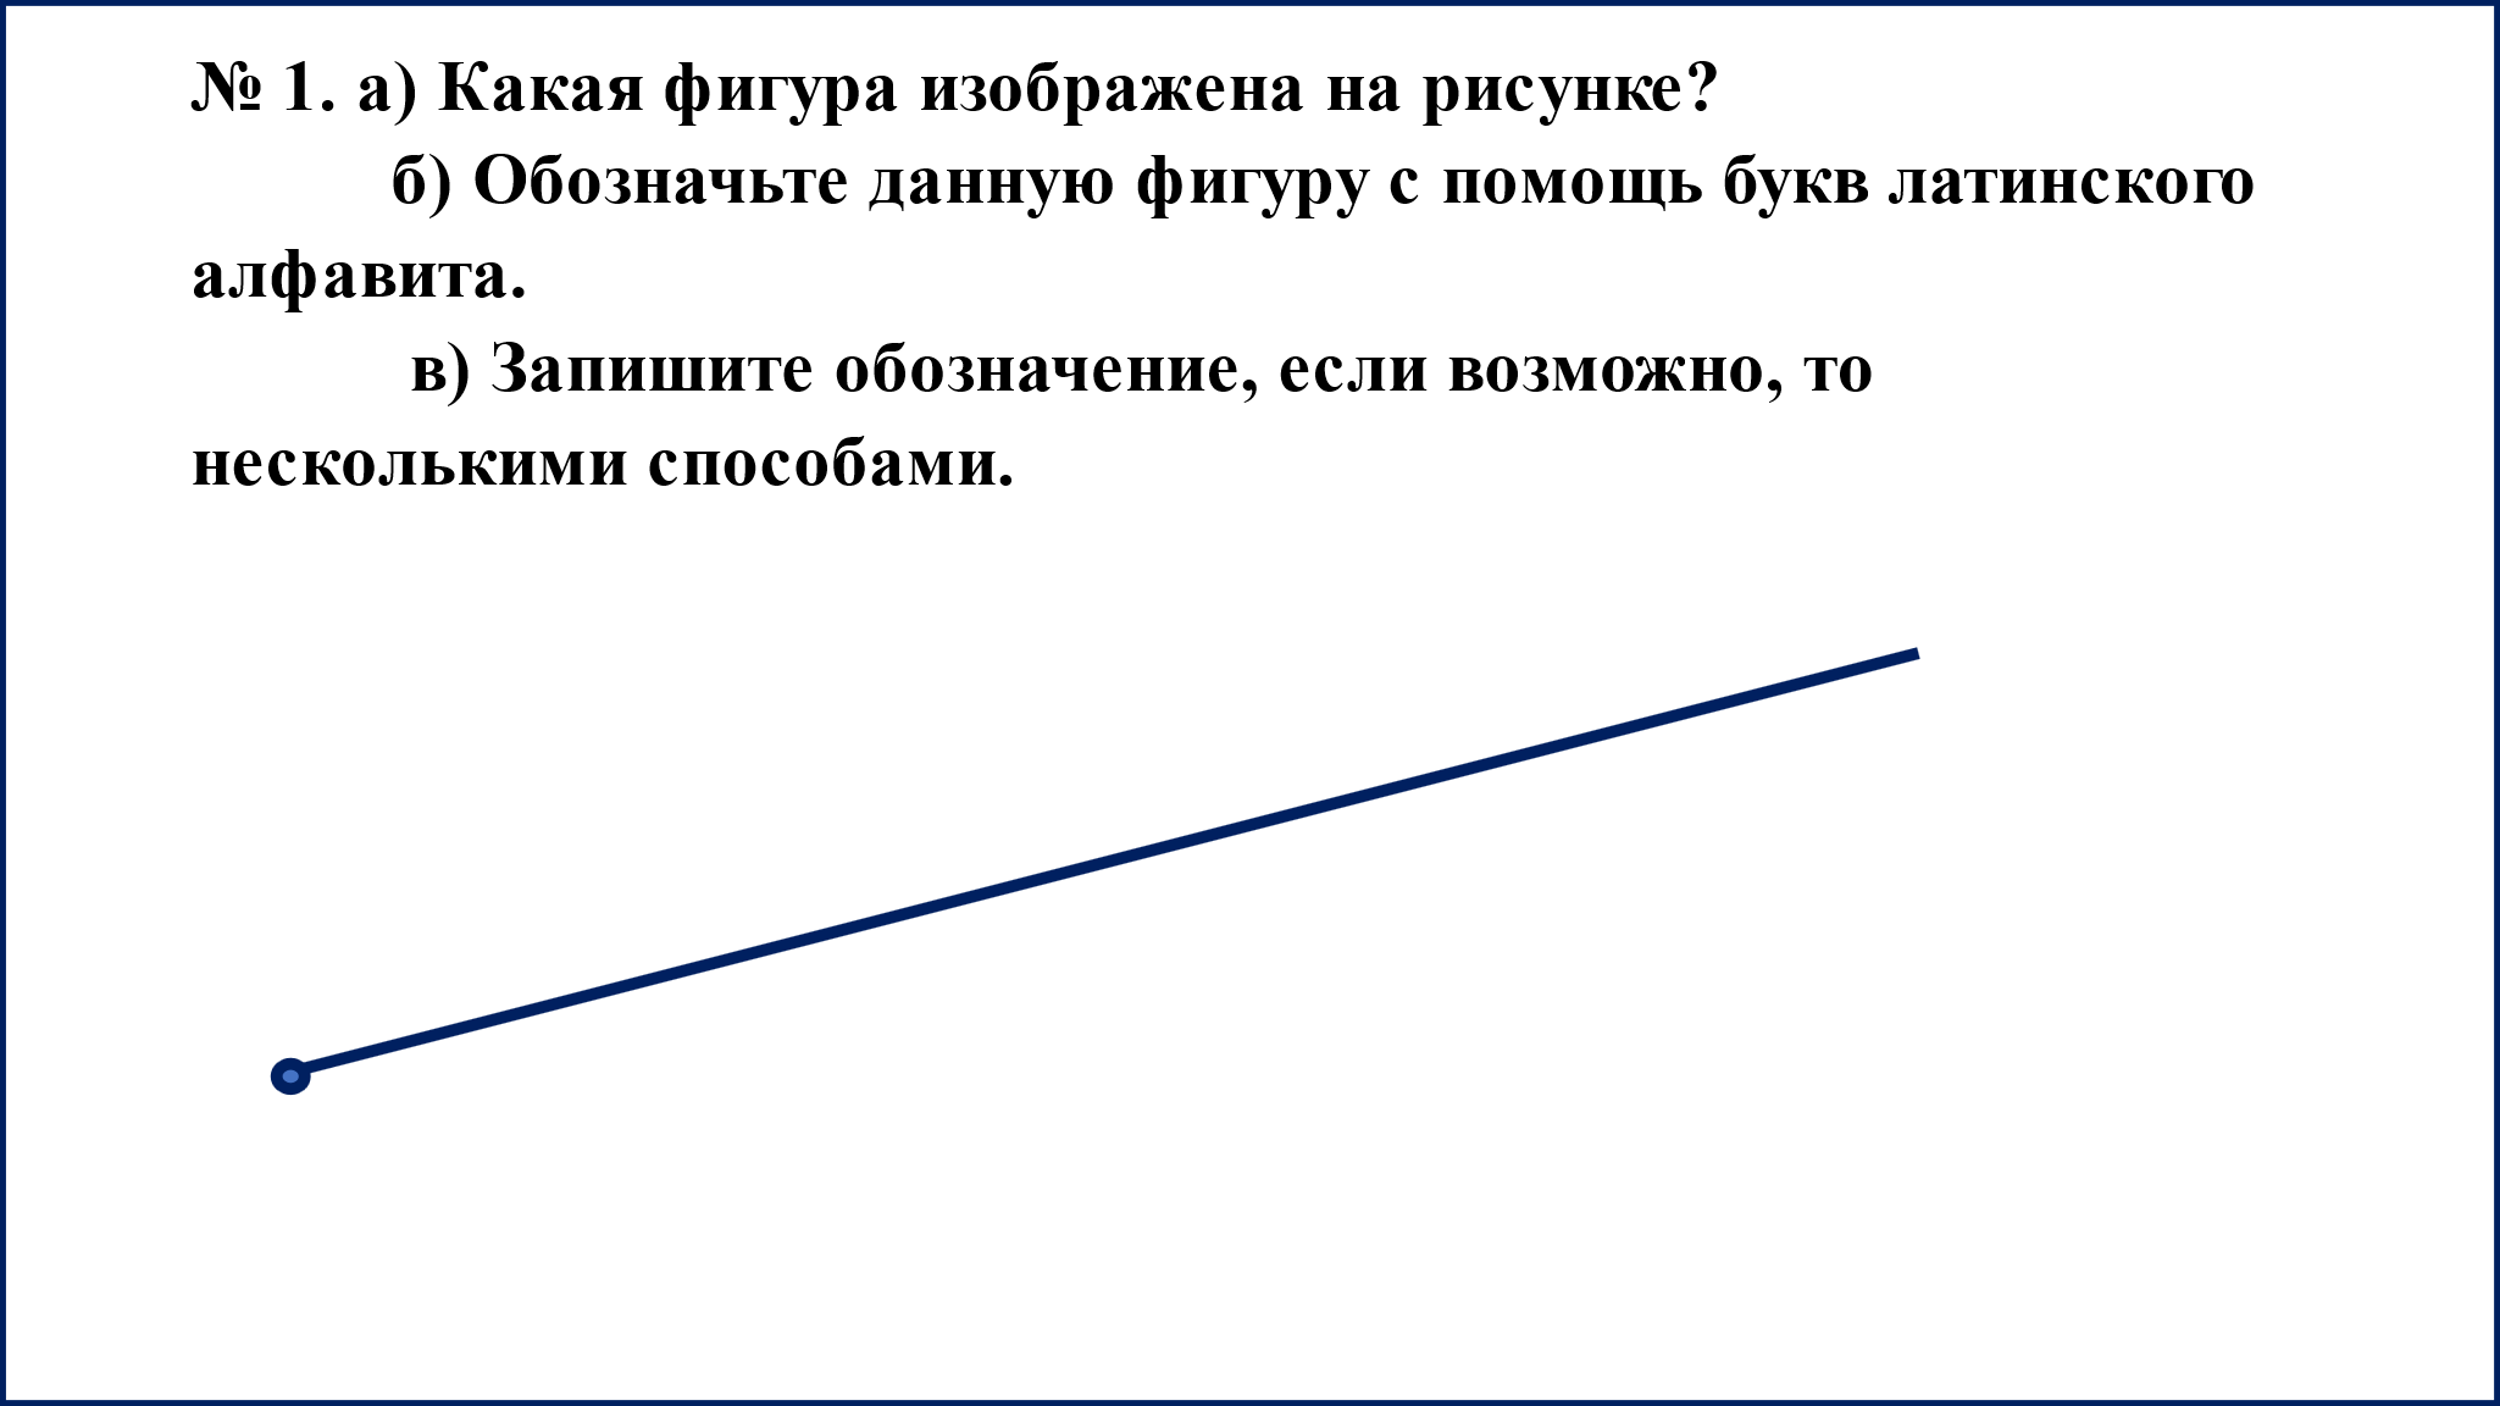 № 1. а) Какая фигура изображена на рисунке?
б) Обозначьте данную фигуру с помощь букв латинского
алфавита.
в) Запишите обозначение, если возможно, то
несколькими способами.